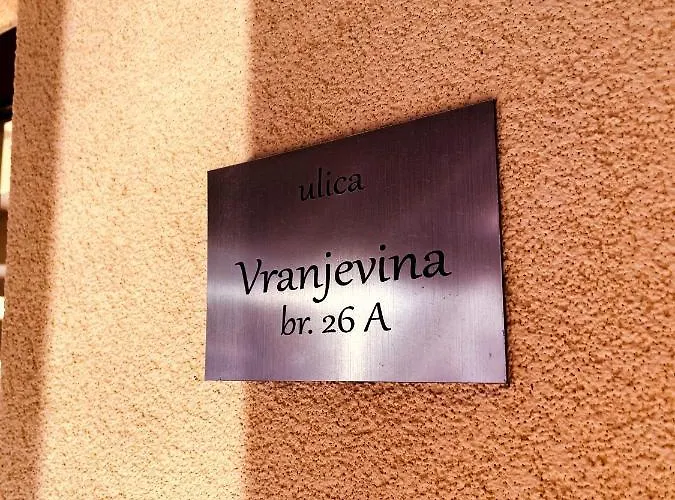 ulica
Vranjevina
br. 26 A